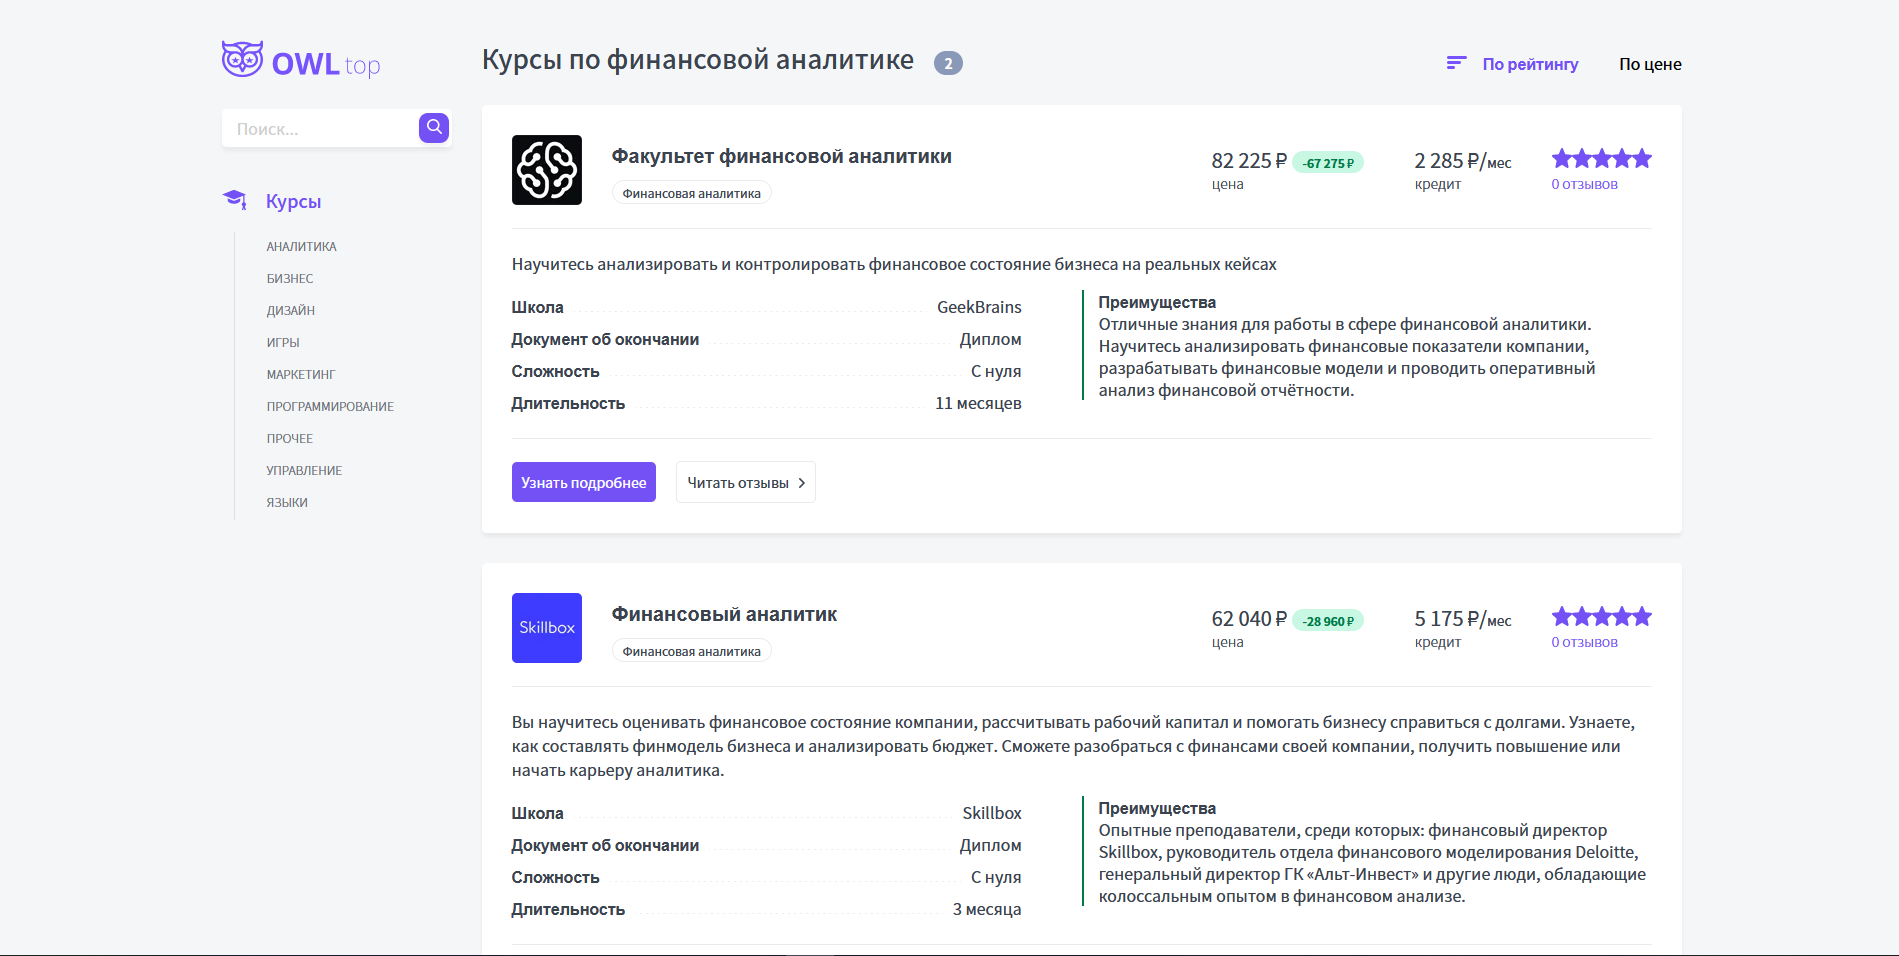 OWL top
Поиск...
Курсы
АНАЛИТИКА
БИЗНЕС
ДИЗАЙН
ИГРЫ
МАРКЕТИНГ
ПРОГРАММИРОВАНИЕ
ПРОЧЕЕ
УПРАВЛЕНИЕ
ЯЗЫКИ
Курсы по финансовой аналитике 2
По рейтингу По цене
Факультет финансовой аналитики
Финансовая аналитика
82 225 ₽ -67 275 ₽
цена
2 285 ₽/мес
кредит
0 отзывов
Научитесь анализировать и контролировать финансовое состояние бизнеса на реальных кейсах
Школа GeekBrains
Документ об окончании Диплом
Сложность С нуля
Длительность 11 месяцев
Преимущества
Отличные знания для работы в сфере финансовой аналитики.
Научитесь анализировать финансовые показатели компании,
разрабатывать финансовые модели и проводить оперативный
анализ финансовой отчётности.
Узнать подробнее
Читать отзывы
Skillbox
Финансовый аналитик
Финансовая аналитика
62 040 ₽ -28 960 ₽
цена
5 175 ₽/мес
кредит
0 отзывов
Вы научитесь оценивать финансовое состояние компании, рассчитывать рабочий капитал и помогать бизнесу справиться с долгами. Узнаете,
как составлять финмодель бизнеса и анализировать бюджет. Сможете разобраться с финансами своей компании, получить повышение или
начать карьеру аналитика.
Школа Skillbox
Документ об окончании Диплом
Сложность С нуля
Длительность 3 месяца
Преимущества
Опытные преподаватели, среди которых: финансовый директор
Skillbox, руководитель отдела финансового моделирования Deloitte,
генеральный директор ГК «Альт-Инвест» и другие люди, обладающие
колоссальным опытом в финансовом анализе.